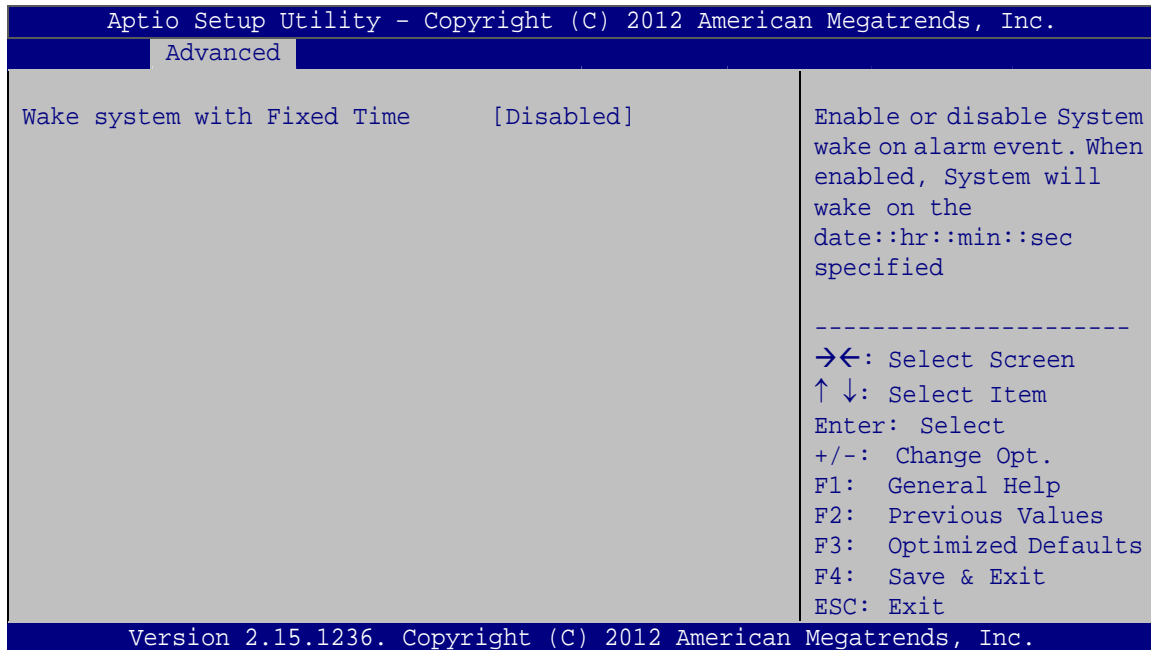 Aptio Setup Utility – Copyright (C) 2012 American Megatrends, Inc.
Advanced
Wake system with Fixed Time [Disabled]
Enable or disable System
wake on alarm event. When
enabled, System will
wake on the
date::hr::min::sec
specified
----------------------
→←: Select Screen
↑ ↓: Select Item
Enter: Select
+/-: Change Opt.
F1: General Help
F2: Previous Values
F3: Optimized Defaults
F4: Save & Exit
ESC: Exit
Version 2.15.1236. Copyright (C) 2012 American Megatrends, Inc.